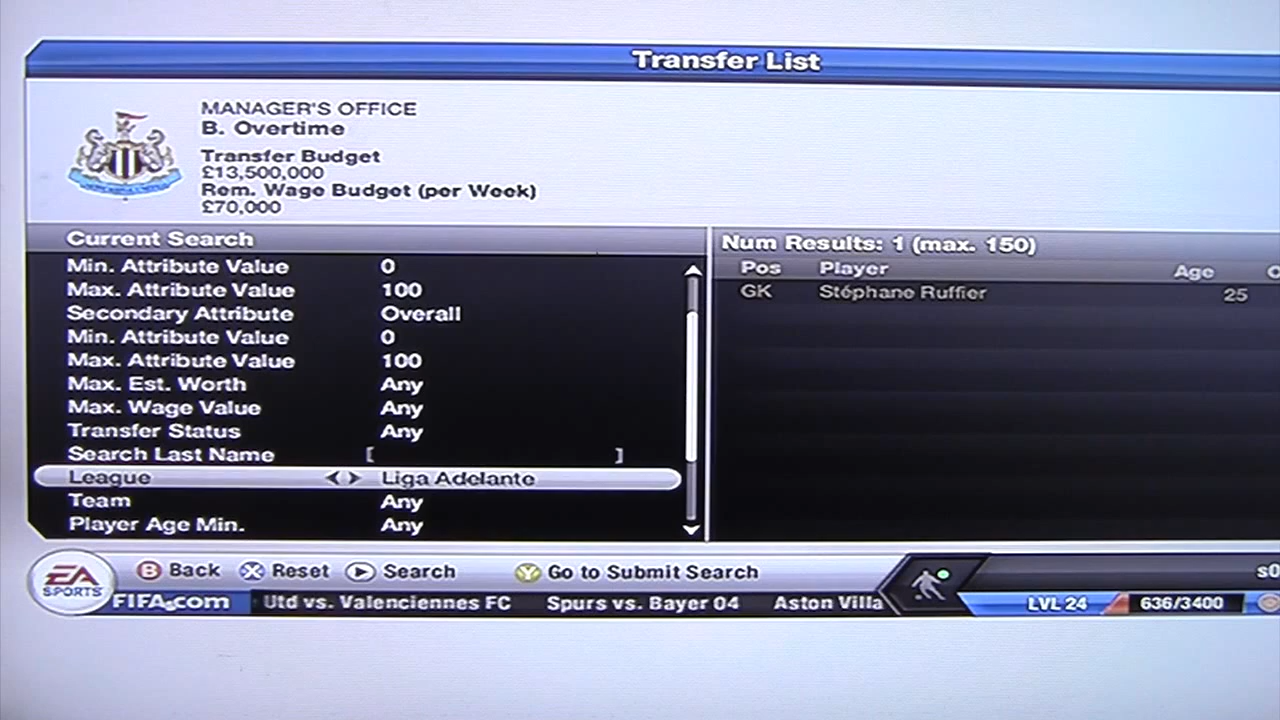 Transfer List
MANAGER'S OFFICE
B. Overtime
Transfer Budget
£13,500,000
Rem. Wage Budget (per Week)
£70,000
Current Search
Min. Attribute Value 0
Max. Attribute Value 100
Secondary Attribute Overall
Min. Attribute Value 0
Max. Attribute Value 100
Max. Est. Worth Any
Max. Wage Value Any
Transfer Status Any
Search Last Name [ ]
League Liga Adelante
Team Any
Player Age Min. Any
Num Results: 1 (max. 150)
Pos Player Age O
GK Stéphane Ruffier 25
B Back X Reset Search Y Go to Submit Search
EA SPORTS
FIFA.com Utd vs. Valenciennes FC Spurs vs. Bayer 04 Aston Villa
s0
LVL 24 636/3400